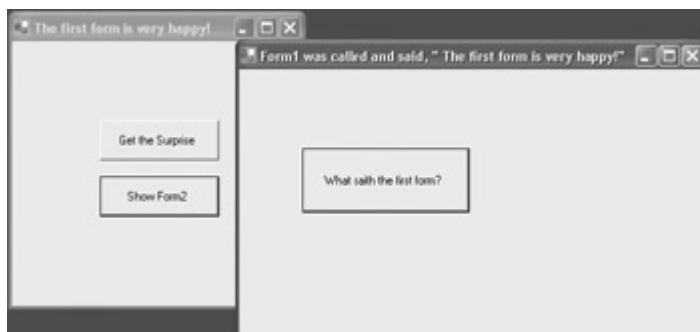 The first form is very happy!
Form1 was called and said, " The first form is very happy!"
Get the Surprise
Show Form2
What saith the first form?